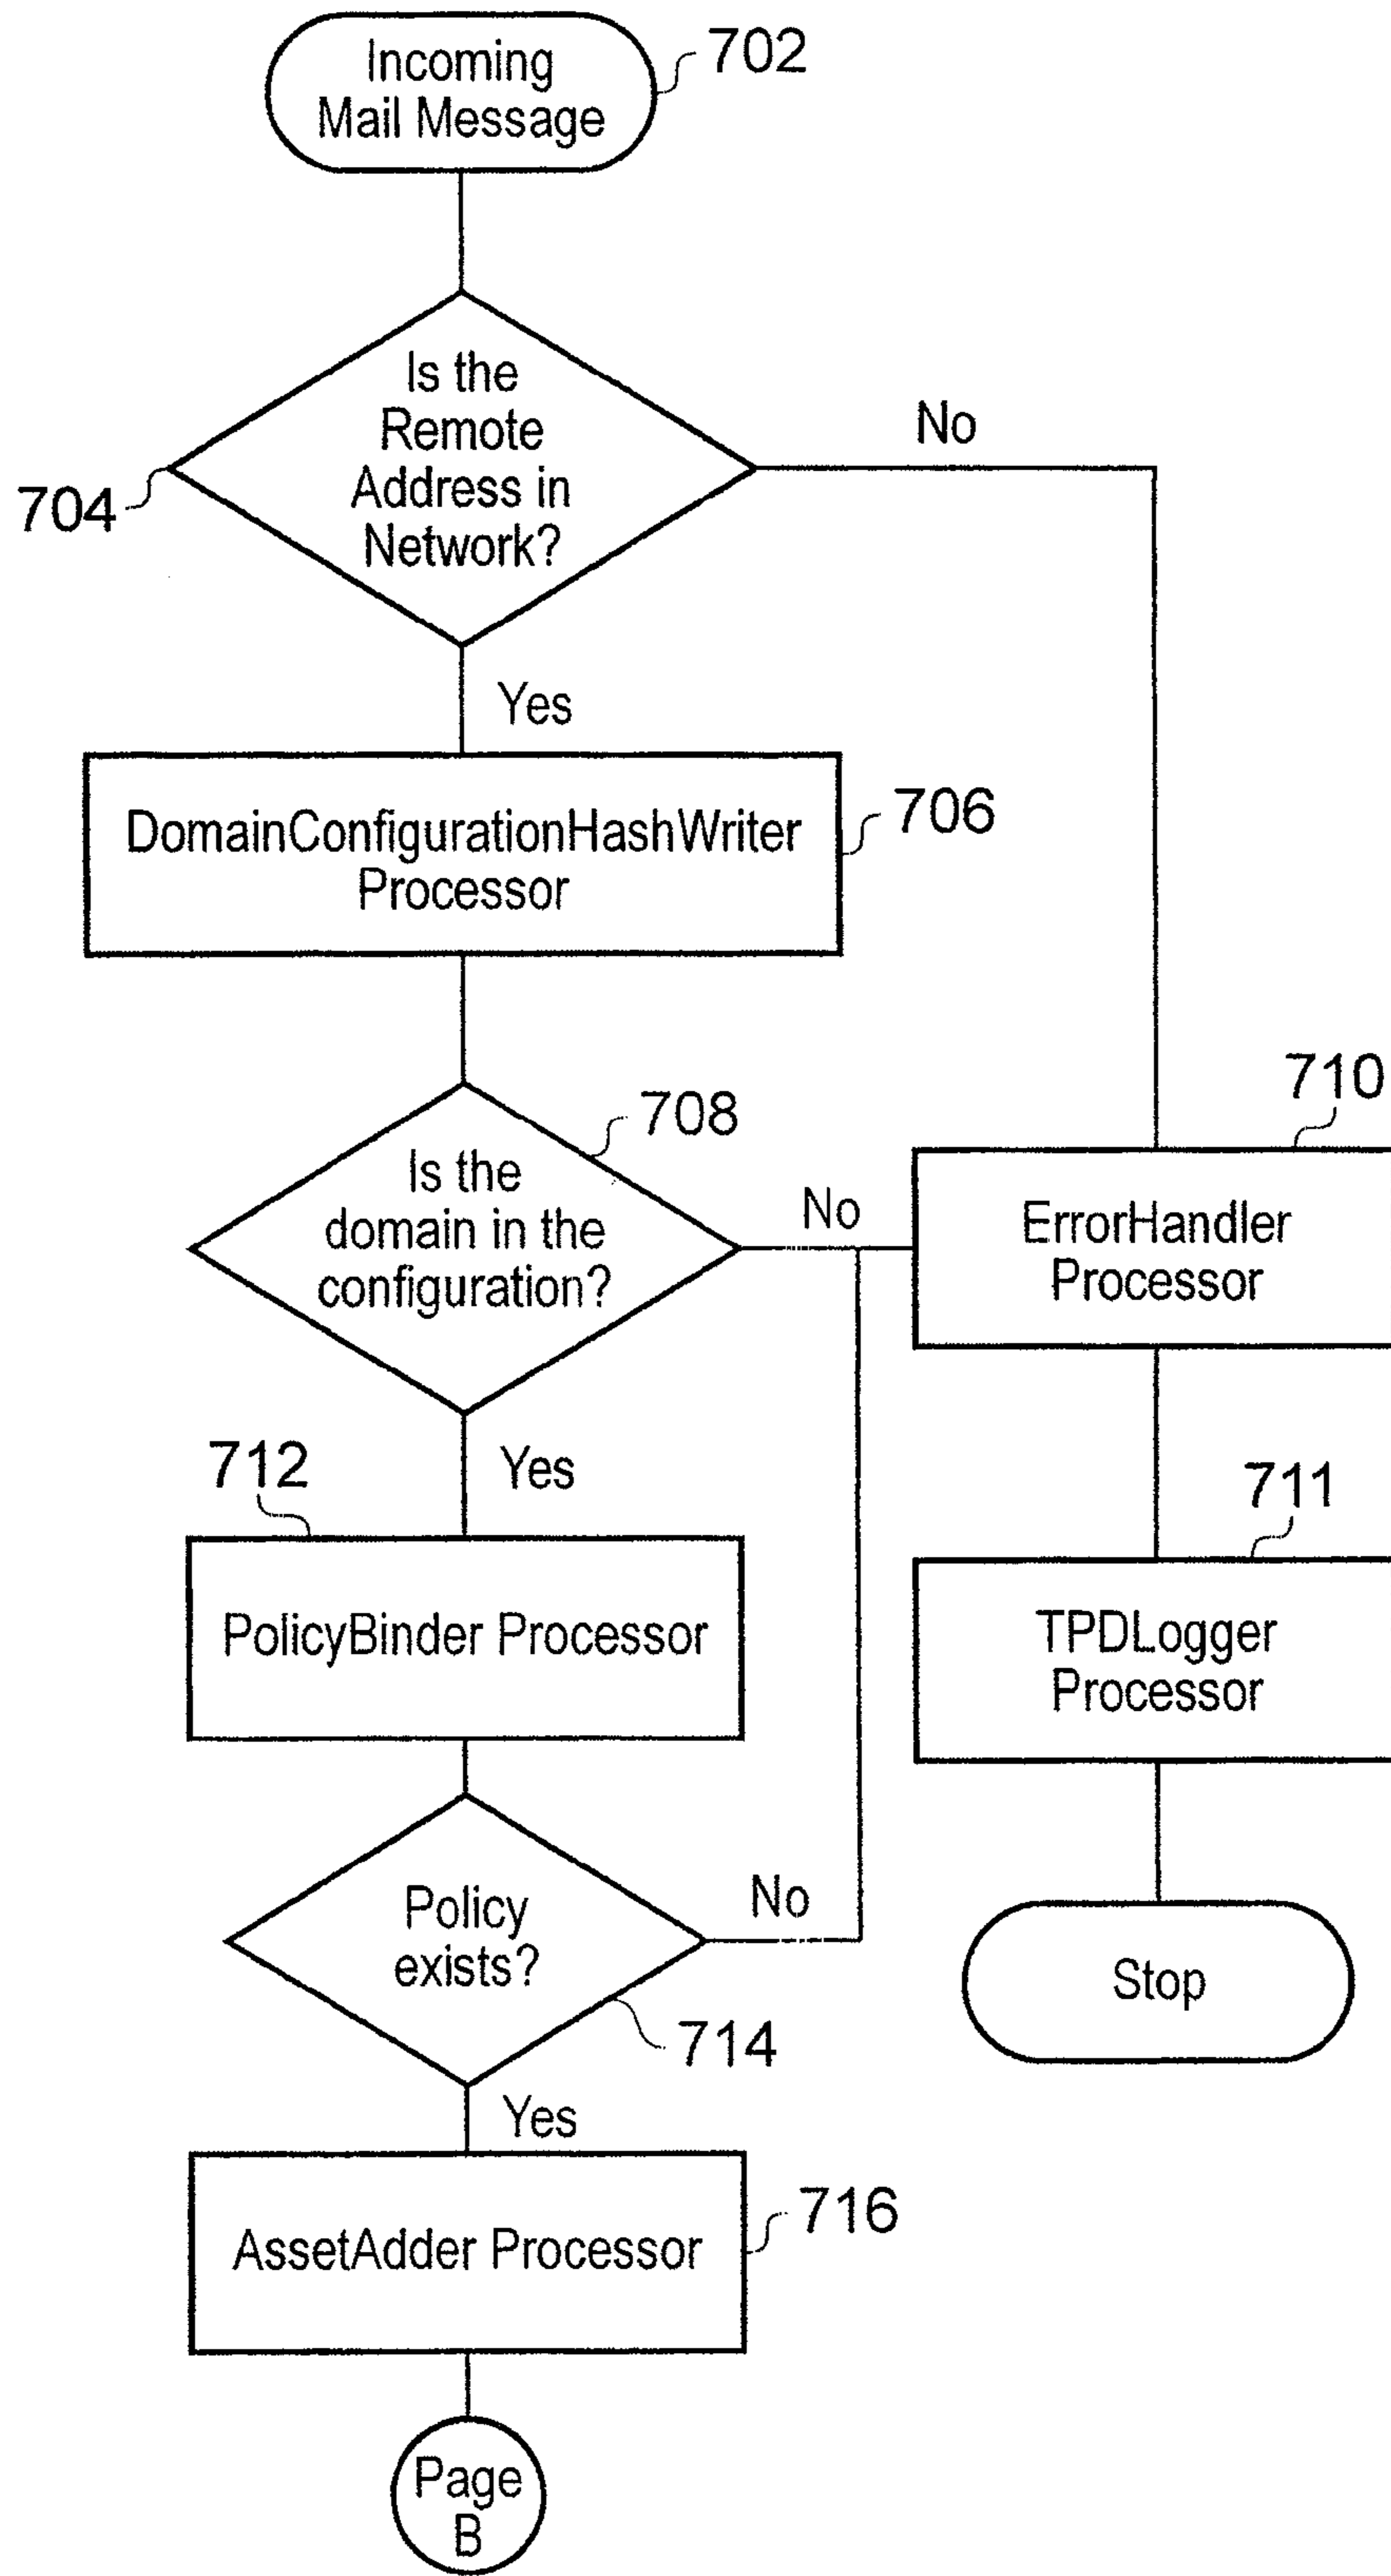 Incoming
Mail Message
702
Is the
Remote
Address in
Network?
704
No
Yes
DomainConfigurationHashWriter
Processor
706
708
Is the
domain in the
configuration?
No
710
ErrorHandler
Processor
Yes
712
PolicyBinder Processor
711
TPDLogger
Processor
Policy
exists?
No
714
Stop
Yes
AssetAdder Processor
716
Page
B